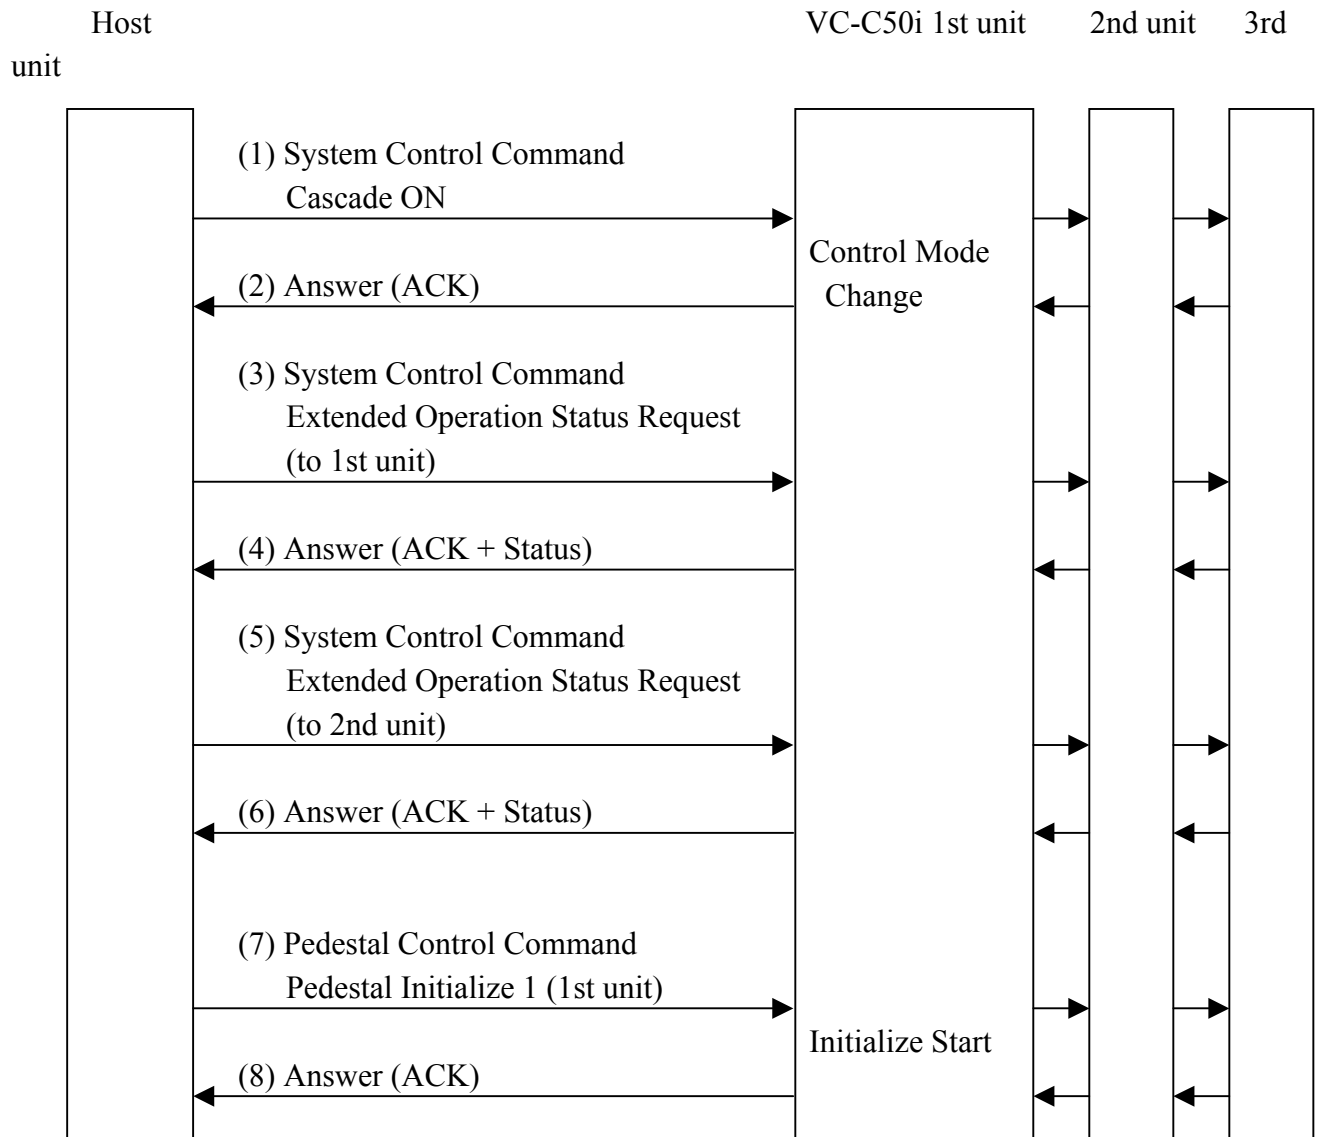 Host VC-C50i 1st unit 2nd unit 3rd
unit
(1) System Control Command
Cascade ON
Control Mode
(2) Answer (ACK)
Change
(3) System Control Command
Extended Operation Status Request
(to 1st unit)
(4) Answer (ACK + Status)
(5) System Control Command
Extended Operation Status Request
(to 2nd unit)
(6) Answer (ACK + Status)
(7) Pedestal Control Command
Pedestal Initialize 1 (1st unit)
Initialize Start
(8) Answer (ACK)